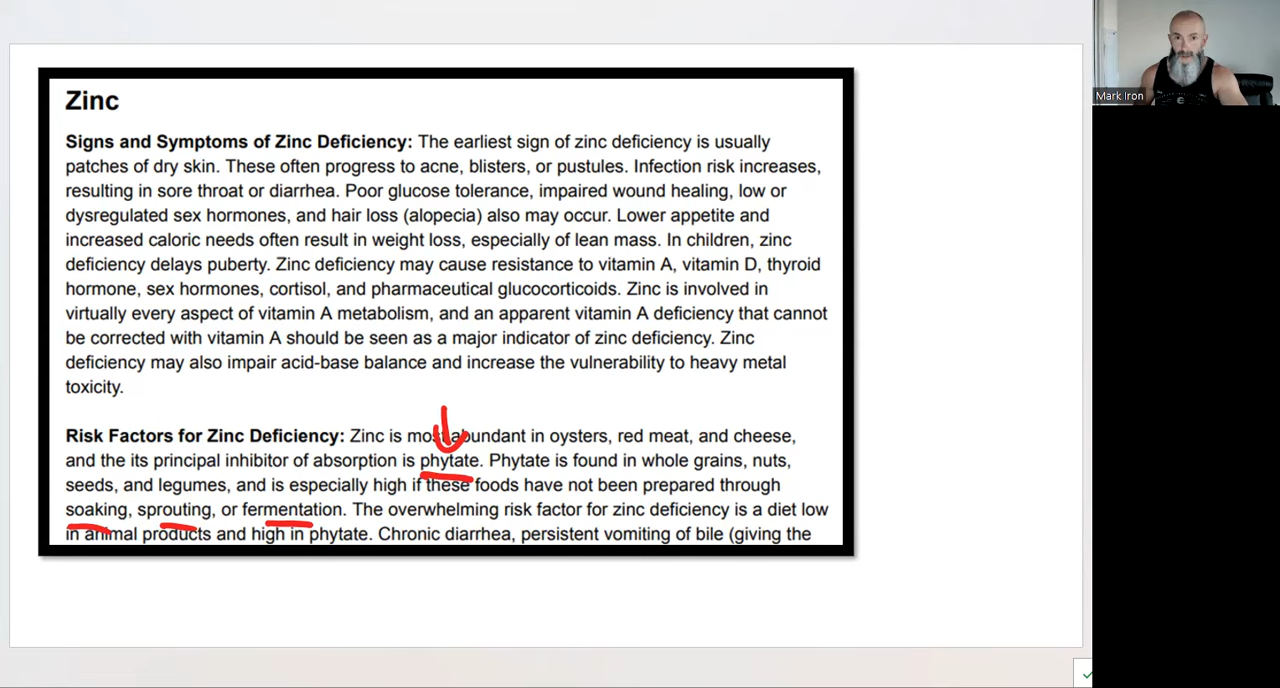 Zinc
Signs and Symptoms of Zinc Deficiency: The earliest sign of zinc deficiency is usually
patches of dry skin. These often progress to acne, blisters, or pustules. Infection risk increases,
resulting in sore throat or diarrhea. Poor glucose tolerance, impaired wound healing, low or
dysregulated sex hormones, and hair loss (alopecia) also may occur. Lower appetite and
increased caloric needs often result in weight loss, especially of lean mass. In children, zinc
deficiency delays puberty. Zinc deficiency may cause resistance to vitamin A, vitamin D, thyroid
hormone, sex hormones, cortisol, and pharmaceutical glucocorticoids. Zinc is involved in
virtually every aspect of vitamin A metabolism, and an apparent vitamin A deficiency that cannot
be corrected with vitamin A should be seen as a major indicator of zinc deficiency. Zinc
deficiency may also impair acid-base balance and increase the vulnerability to heavy metal
toxicity.
Risk Factors for Zinc Deficiency: Zinc is most abundant in oysters, red meat, and cheese,
and the its principal inhibitor of absorption is phytate. Phytate is found in whole grains, nuts,
seeds, and legumes, and is especially high if these foods have not been prepared through
soaking, sprouting, or fermentation. The overwhelming risk factor for zinc deficiency is a diet low
in animal products and high in phytate. Chronic diarrhea, persistent vomiting of bile (giving the
Mark Iron